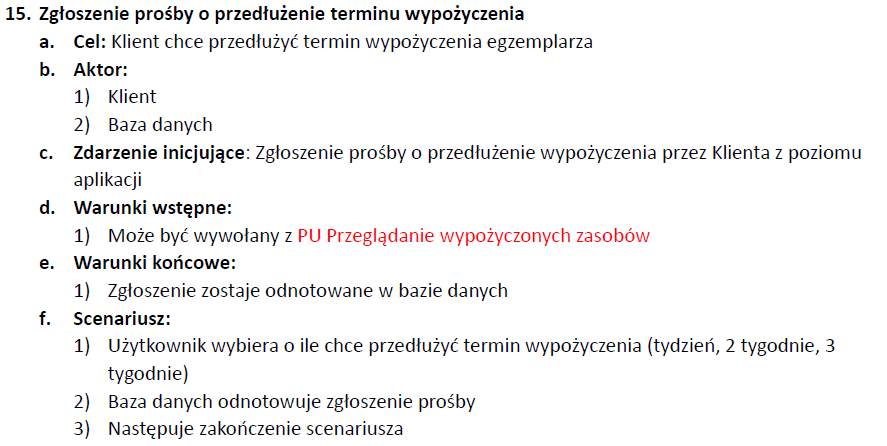 15. Zgłoszenie prośby o przedłużenie terminu wypożyczenia
a. Cel: Klient chce przedłużyć termin wypożyczenia egzemplarza
b. Aktor:
1) Klient
2) Baza danych
c. Zdarzenie inicjujące: Zgłoszenie prośby o przedłużenie wypożyczenia przez Klienta z poziomu
aplikacji
d. Warunki wstępne:
1) Może być wywołany z PU Przeglądanie wypożyczonych zasobów
e. Warunki końcowe:
1) Zgłoszenie zostaje odnotowane w bazie danych
f. Scenariusz:
1) Użytkownik wybiera o ile chce przedłużyć termin wypożyczenia (tydzień, 2 tygodnie, 3
tygodnie)
2) Baza danych odnotowuje zgłoszenie prośby
3) Następuje zakończenie scenariusza